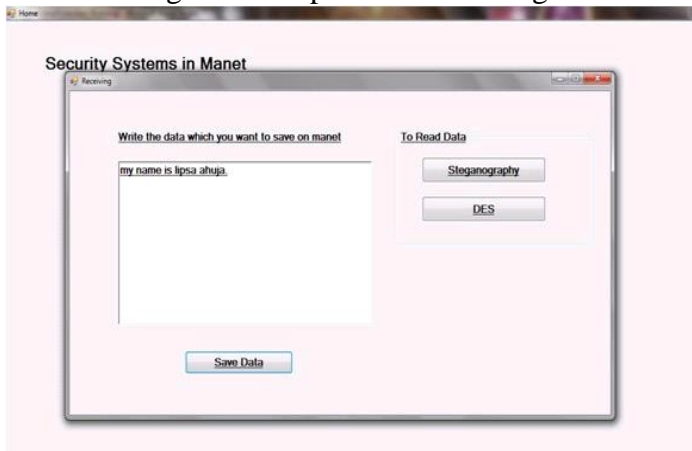 Home
Security Systems in Manet
Receiving
Write the data which you want to save on manet
To Read Data
my name is lipsa ahuja.
Steganography
DES
Save Data